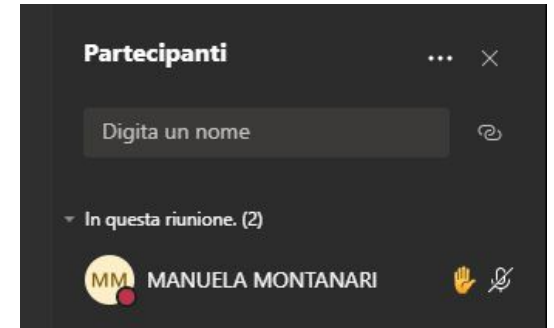 Partecipanti
Digita un nome
In questa riunione. (2)
MM MANUELA MONTANARI